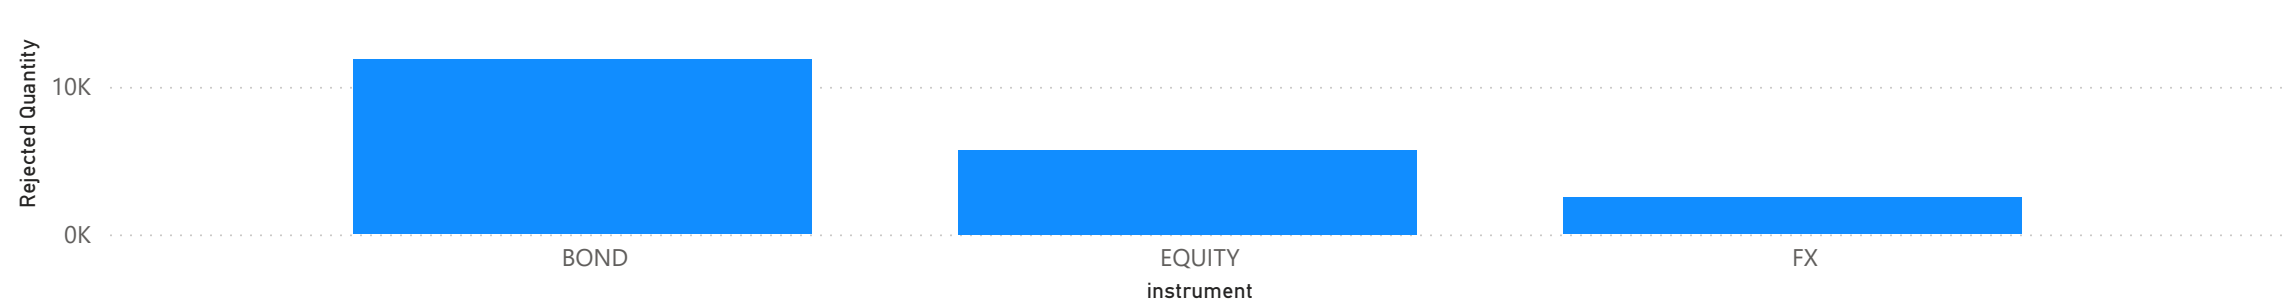 Rejected Quantity
10K
0K
BOND
EQUITY
FX
instrument